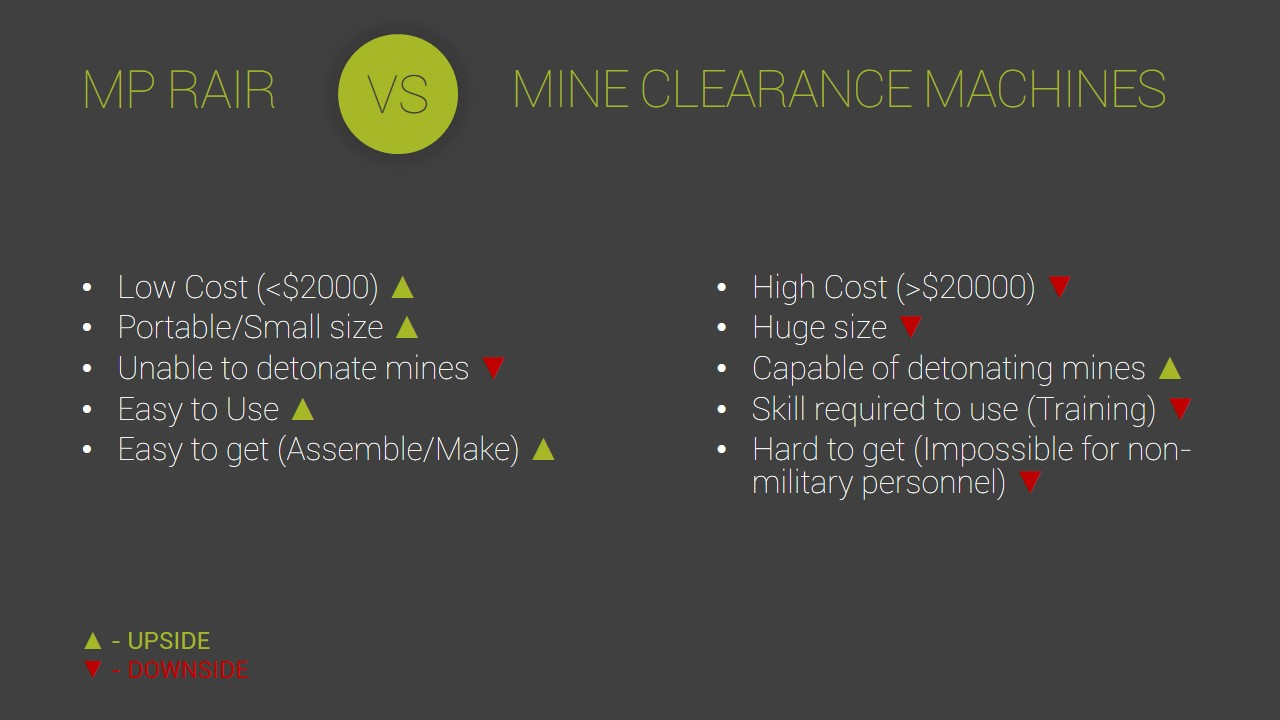 MP RAIR VS MINE CLEARANCE MACHINES
• Low Cost (<$2000) ▲
• Portable/Small size ▲
• Unable to detonate mines ▼
• Easy to Use ▲
• Easy to get (Assemble/Make) ▲
• High Cost (>$20000) ▼
• Huge size ▼
• Capable of detonating mines ▲
• Skill required to use (Training) ▼
• Hard to get (Impossible for non-
military personnel) ▼
▲ - UPSIDE
▼ - DOWNSIDE